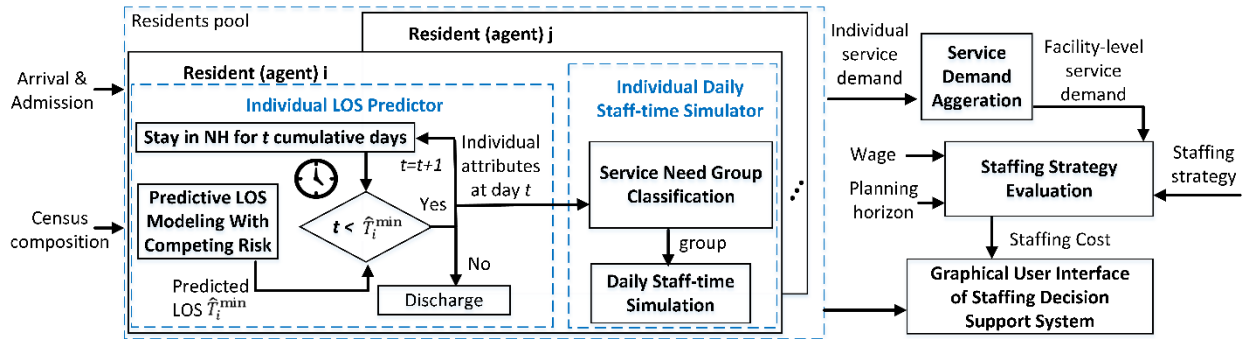 Residents pool
Resident (agent) j
Resident (agent) i
Arrival &
Admission
Census
composition
Individual LOS Predictor
Stay in NH for t cumulative days
t=t+1
Predictive LOS
Modeling With
Competing Risk
t < T̂ᵢᵐⁱⁿ
Yes
No
Predicted
LOS T̂ᵢᵐⁱⁿ
Discharge
Individual
attributes
at day t
Individual Daily
Staff-time Simulator
Service Need Group
Classification
group
Daily Staff-time
Simulation
Individual
service
demand
Service
Demand
Aggeration
Facility-level
service
demand
Wage
Planning
horizon
Staffing Strategy
Evaluation
Staffing
strategy
Staffing Cost
Graphical User Interface
of Staffing Decision
Support System